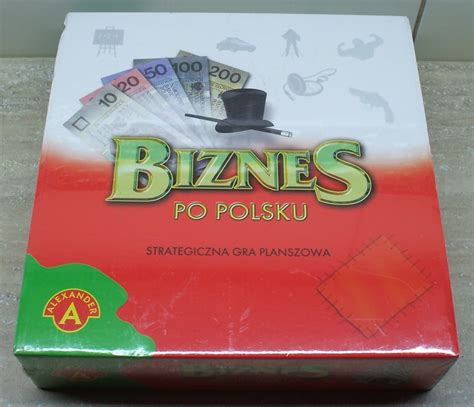 10 20 50 100 200
BIZNES
PO POLSKU
STRATEGICZNA GRA PLANSZOWA
ALEXANDER
A